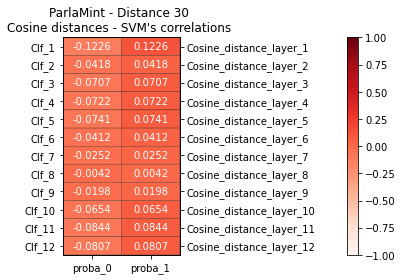 ParlaMint - Distance 30
Cosine distances - SVM's correlations
Clf_1 -0.1226 0.1226 Cosine_distance_layer_1
Clf_2 -0.0418 0.0418 Cosine_distance_layer_2
Clf_3 -0.0707 0.0707 Cosine_distance_layer_3
Clf_4 -0.0722 0.0722 Cosine_distance_layer_4
Clf_5 -0.0741 0.0741 Cosine_distance_layer_5
Clf_6 -0.0412 0.0412 Cosine_distance_layer_6
Clf_7 -0.0252 0.0252 Cosine_distance_layer_7
Clf_8 -0.0042 0.0042 Cosine_distance_layer_8
Clf_9 -0.0198 0.0198 Cosine_distance_layer_9
Clf_10 -0.0654 0.0654 Cosine_distance_layer_10
Clf_11 -0.0844 0.0844 Cosine_distance_layer_11
Clf_12 -0.0807 0.0807 Cosine_distance_layer_12
proba_0 proba_1
1.00
0.75
0.50
0.25
0.00
−0.25
−0.50
−0.75
−1.00